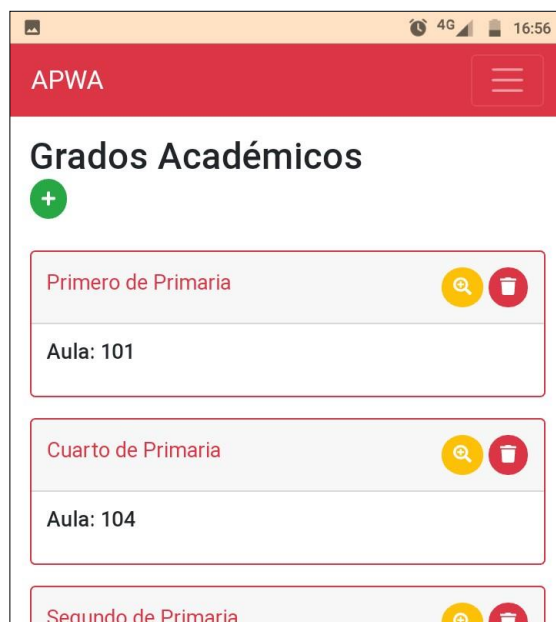 4G 16:56
APWA
Grados Académicos
Primero de Primaria
Aula: 101
Cuarto de Primaria
Aula: 104
Segundo de Primaria